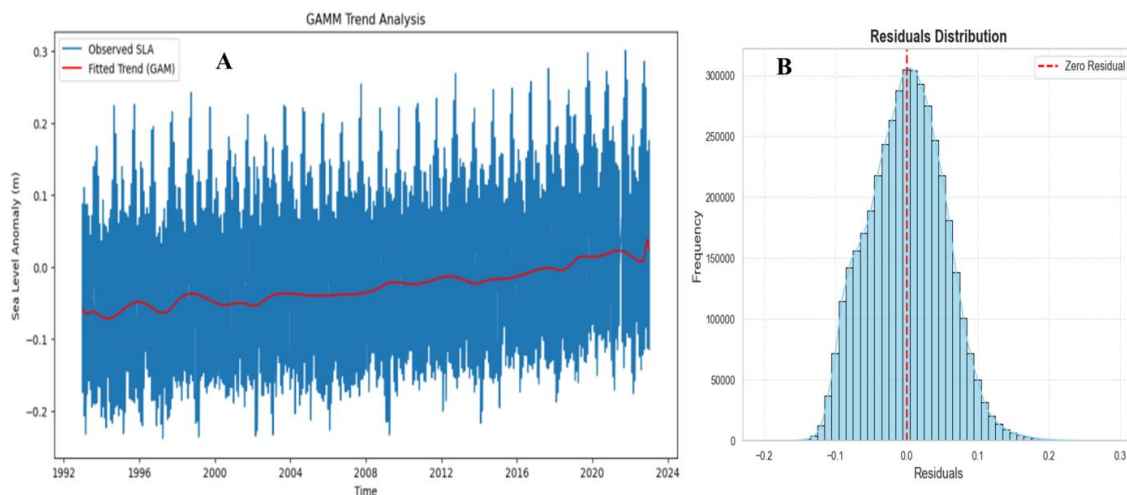 GAMM Trend Analysis
Observed SLA
Fitted Trend (GAM)
A
Sea Level Anomaly (m)
0.3
0.2
0.1
0.0
−0.1
−0.2
1992
1996
2000
2004
2008
2012
2016
2020
2024
Time
Residuals Distribution
B
Zero Residual
Frequency
300000
250000
200000
150000
100000
50000
0
−0.2
−0.1
0.0
0.1
0.2
0.3
Residuals